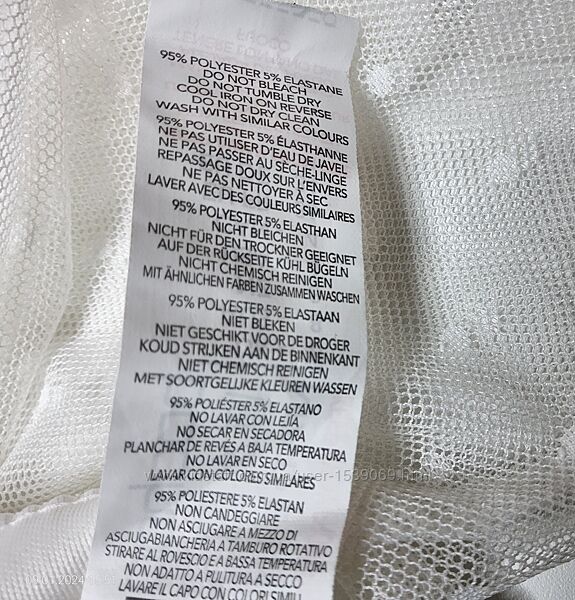 95% POLYESTER 5% ELASTANE
DO NOT BLEACH
DO NOT TUMBLE DRY
COOL IRON ON REVERSE
DO NOT DRY CLEAN
WASH WITH SIMILAR COLOURS
95% POLYESTER 5% ÉLASTHANNE
NE PAS UTILISER D'EAU DE JAVEL
NE PAS PASSER AU SÈCHE-LINGE
REPASSAGE DOUX SUR L'ENVERS
NE PAS NETTOYER À SEC
LAVER AVEC DES COULEURS SIMILAIRES
95% POLYESTER 5% ELASTHAN
NICHT BLEICHEN
NICHT FÜR DEN TROCKNER GEEIGNET
AUF DER RÜCKSEITE KÜHL BÜGELN
NICHT CHEMISCH REINIGEN
MIT ÄHNLICHEN FARBEN ZUSAMMEN WASCHEN
95% POLYESTER 5% ELASTAAN
NIET BLEKEN
NIET GESCHIKT VOOR DE DROGER
KOUD STRIJKEN AAN DE BINNENKANT
NIET CHEMISCH REINIGEN
MET SOORTGELIJKE KLEUREN WASSEN
95% POLIÉSTER 5% ELASTANO
NO LAVAR CON LEJÍA
NO SECAR EN SECADORA
PLANCHAR DE REVÉS A BAJA TEMPERATURA
NO LAVAR EN SECO
LAVAR CON COLORES SIMILARES
95% POLIESTERE 5% ELASTAN
NON CANDEGGIARE
NON ASCIUGARE A MEZZO DI
ASCIUGABIANCHERIA A TAMBURO ROTATIVO
STIRARE AL ROVESCIO E A BASSA TEMPERATURA
NON ADATTO A PULITURA A SECCO
LAVARE IL CAPO CON COLORI SIMILI